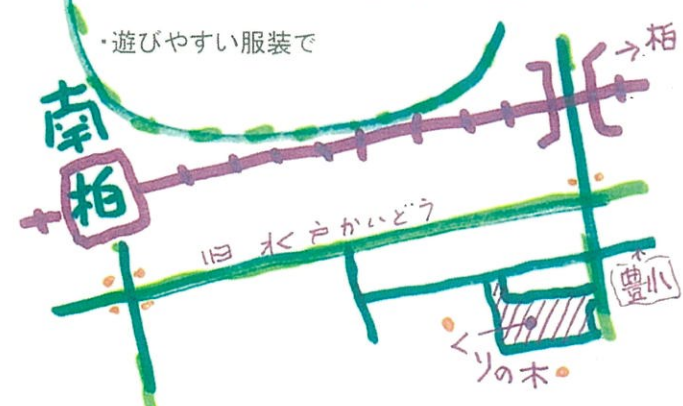 ・遊びやすい服装で
→柏
南柏
旧水戸かいどう
豊小
くりの木